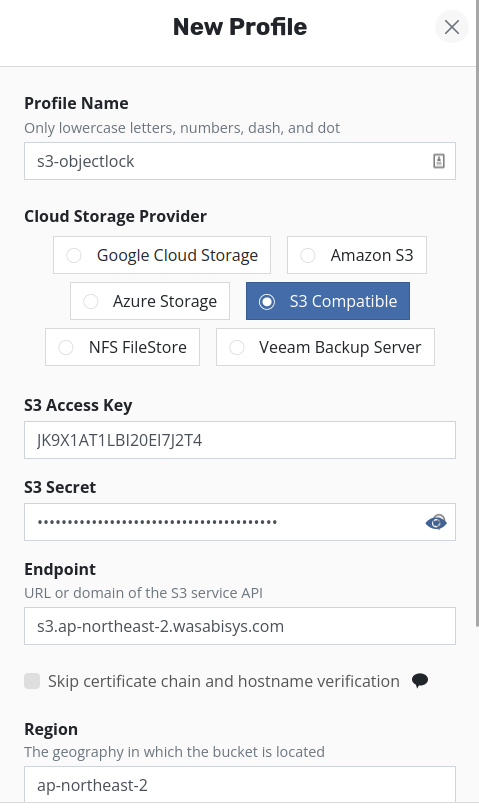 New Profile
Profile Name
Only lowercase letters, numbers, dash, and dot
s3-objectlock
Cloud Storage Provider
Google Cloud Storage
Amazon S3
Azure Storage
S3 Compatible
NFS FileStore
Veeam Backup Server
S3 Access Key
JK9X1AT1LBI20EI7J2T4
S3 Secret
••••••••••••••••••••••••••••••••••••••••
Endpoint
URL or domain of the S3 service API
s3.ap-northeast-2.wasabisys.com
Skip certificate chain and hostname verification
Region
The geography in which the bucket is located
ap-northeast-2